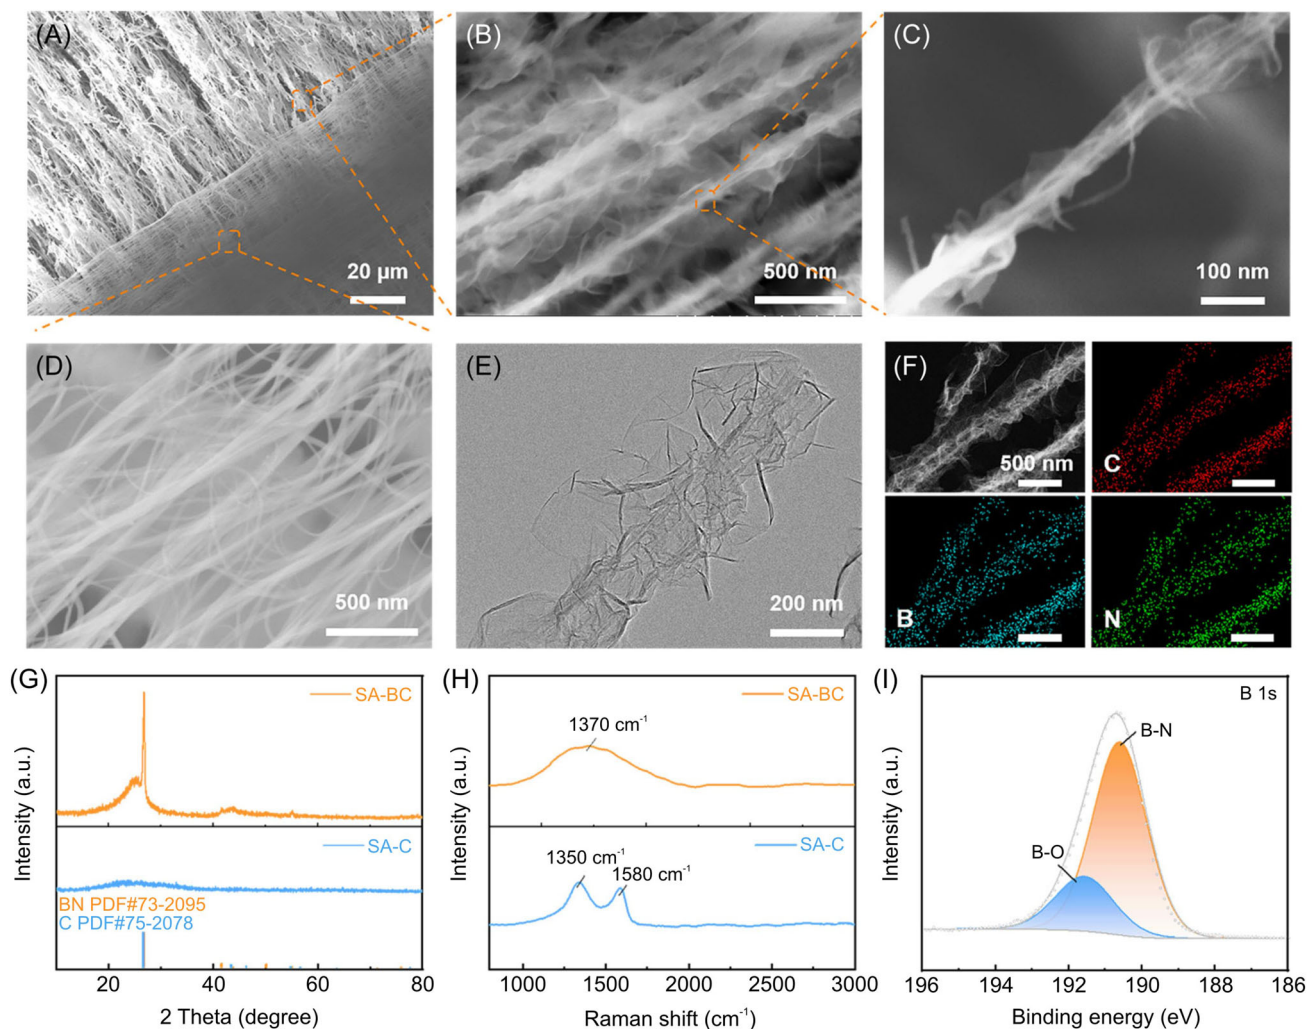 (A)
20 μm
(B)
500 nm
(C)
100 nm
(D)
500 nm
(E)
200 nm
(F)
500 nm
C
B
N
(G)
SA-BC
SA-C
BN PDF#73-2095
C PDF#75-2078
Intensity (a.u.)
20 40 60 80
2 Theta (degree)
(H)
SA-BC
1370 cm⁻¹
SA-C
1350 cm⁻¹
1580 cm⁻¹
Intensity (a.u.)
1000 1500 2000 2500 3000
Raman shift (cm⁻¹)
(I)
B 1s
B-N
B-O
Intensity (a.u.)
196 194 192 190 188 186
Binding energy (eV)